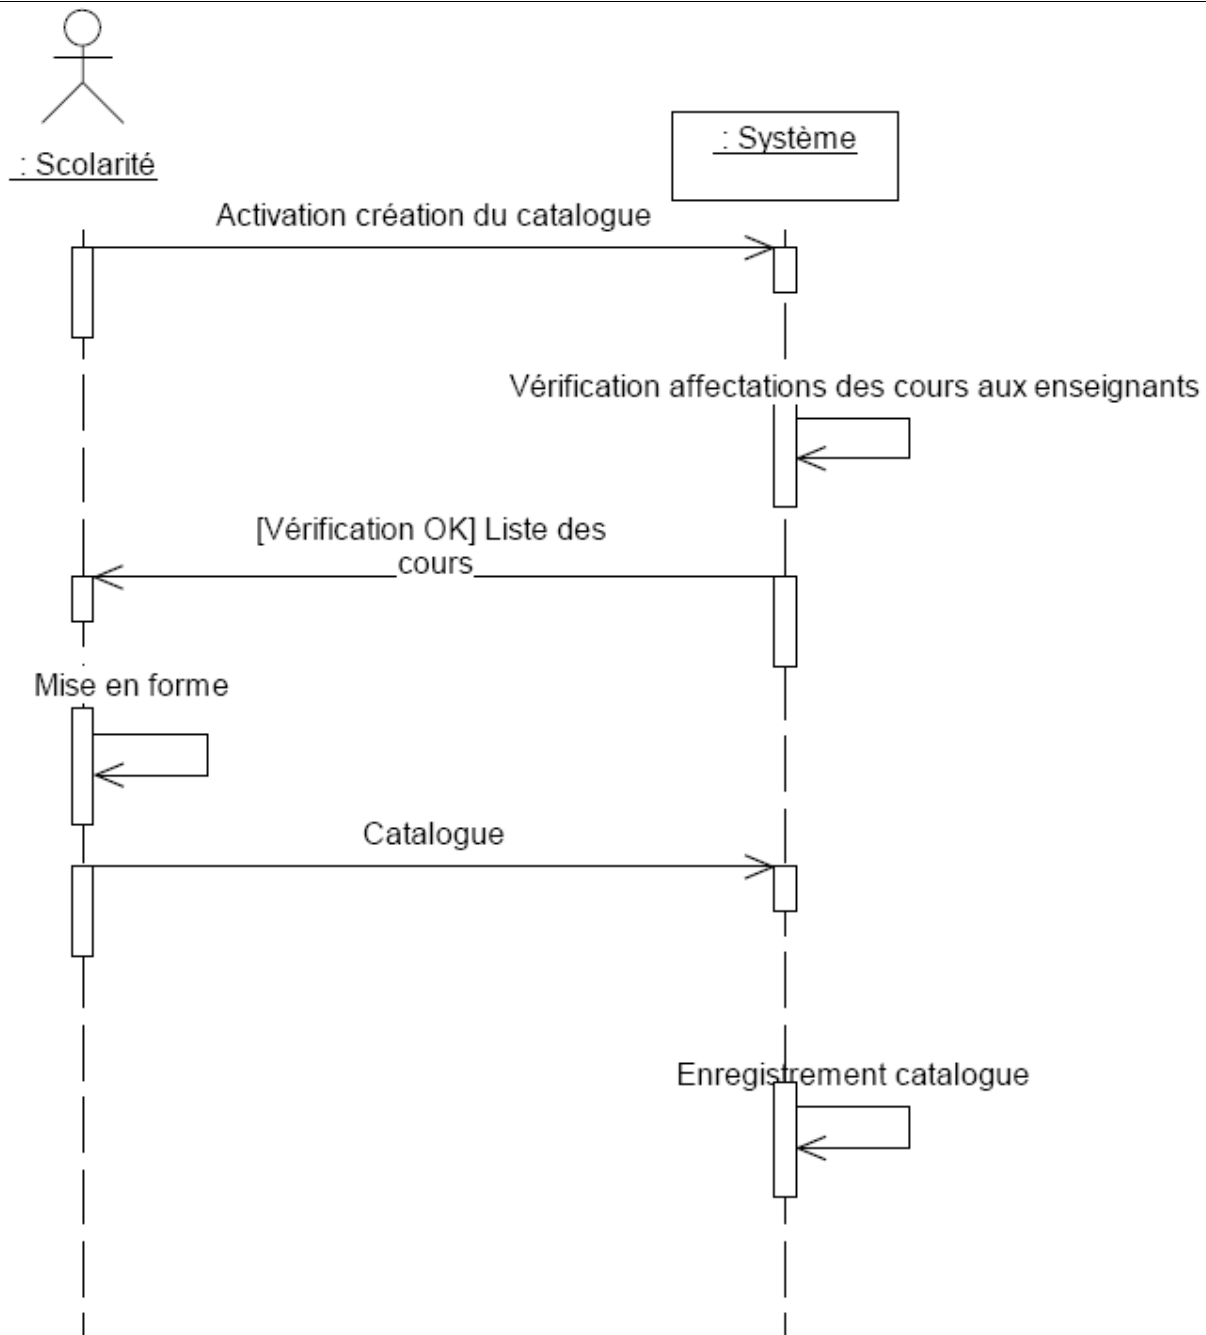 : Scolarité
: Système
Activation création du catalogue
Vérification affectations des cours aux enseignants
[Vérification OK] Liste des
cours
Mise en forme
Catalogue
Enregistrement catalogue